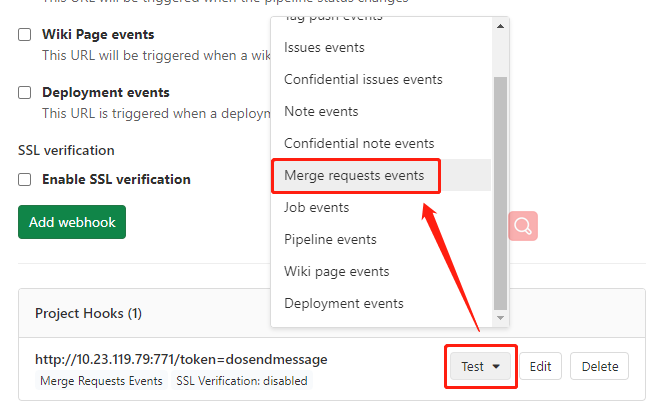 This URL will be triggered when the pipeline status changes
Tag push events
Wiki Page events
This URL will be triggered when a wik
Deployment events
This URL is triggered when a deploym
SSL verification
Enable SSL verification
Add webhook
Issues events
Confidential issues events
Note events
Confidential note events
Merge requests events
Job events
Pipeline events
Wiki page events
Deployment events
Project Hooks (1)
http://10.23.119.79:771/token=dosendmessage
Merge Requests Events SSL Verification: disabled
Test Edit Delete